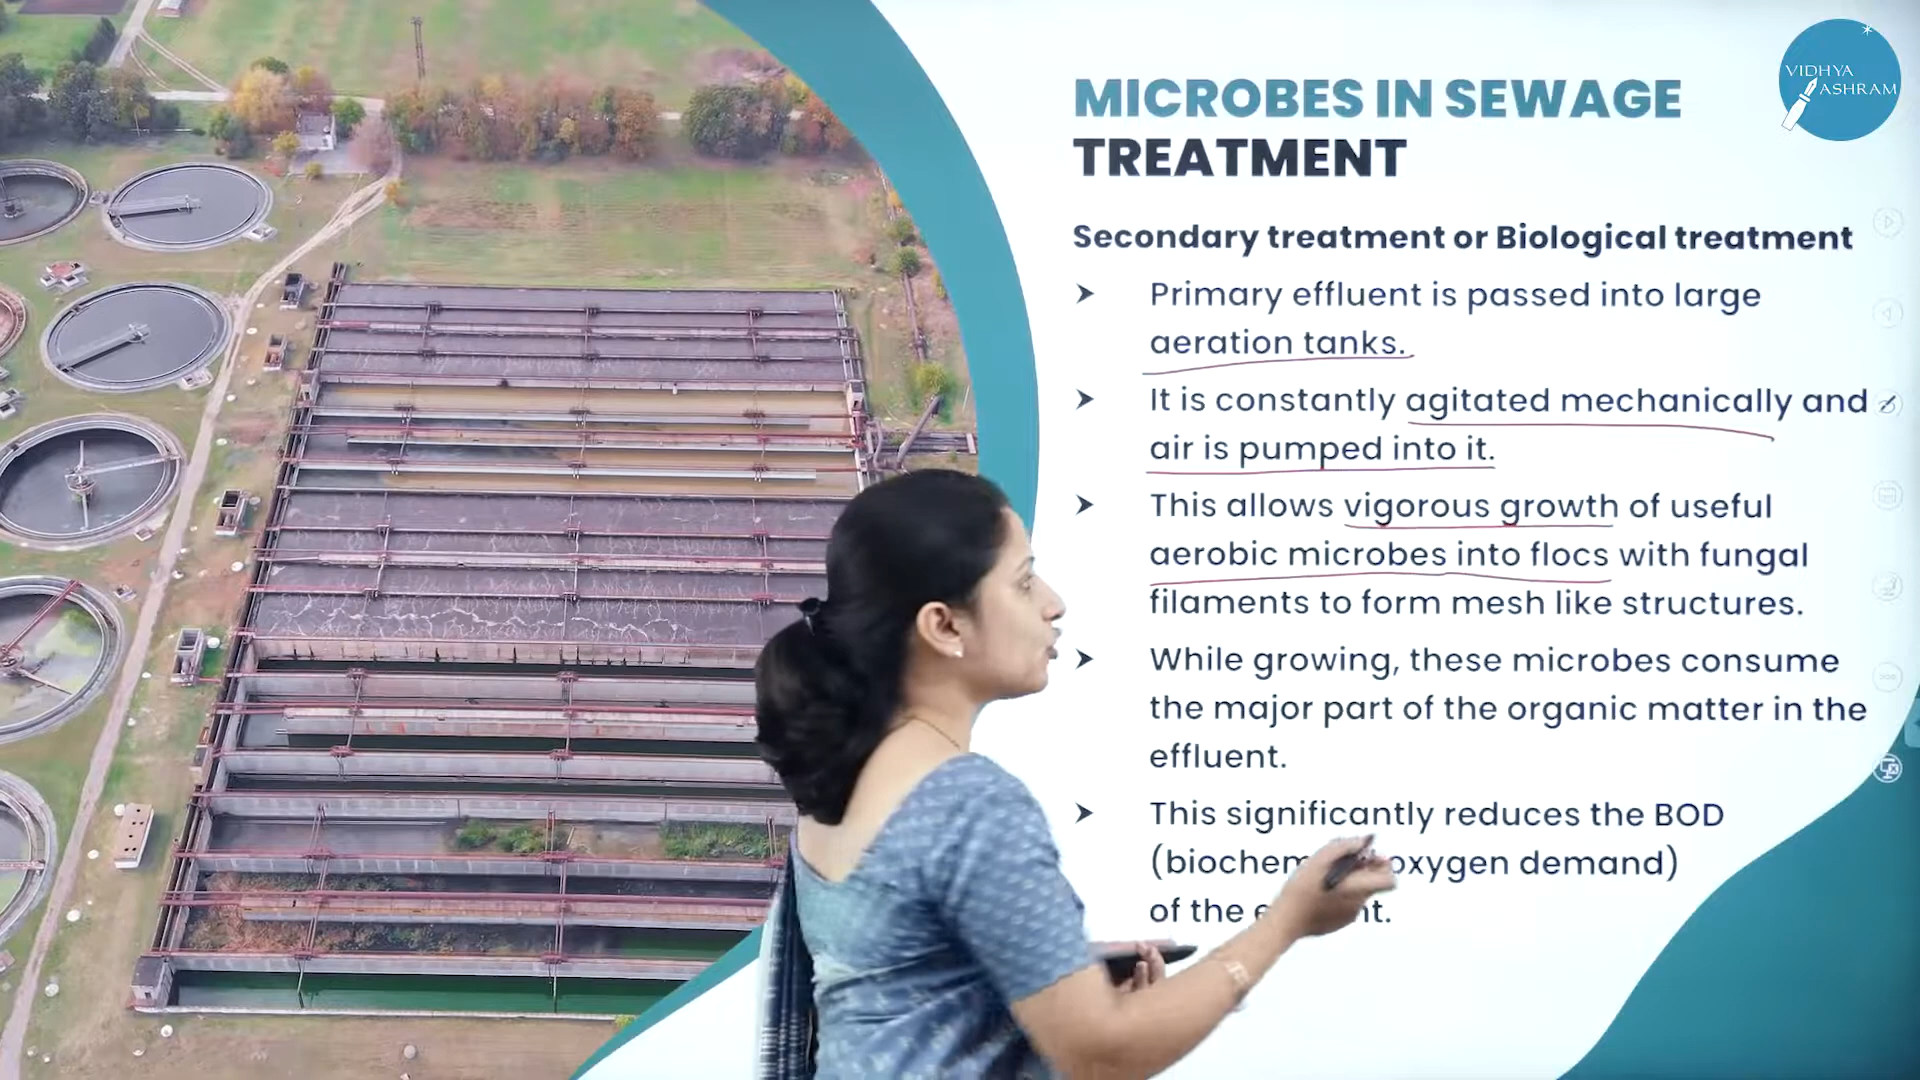 VIDHYA
ASHRAM
MICROBES IN SEWAGE
TREATMENT
Secondary treatment or Biological treatment
➤ Primary effluent is passed into large
aeration tanks.
➤ It is constantly agitated mechanically and
air is pumped into it.
➤ This allows vigorous growth of useful
aerobic microbes into flocs with fungal
filaments to form mesh like structures.
➤ While growing, these microbes consume
the major part of the organic matter in the
effluent.
➤ This significantly reduces the BOD
oxygen demand)
of the